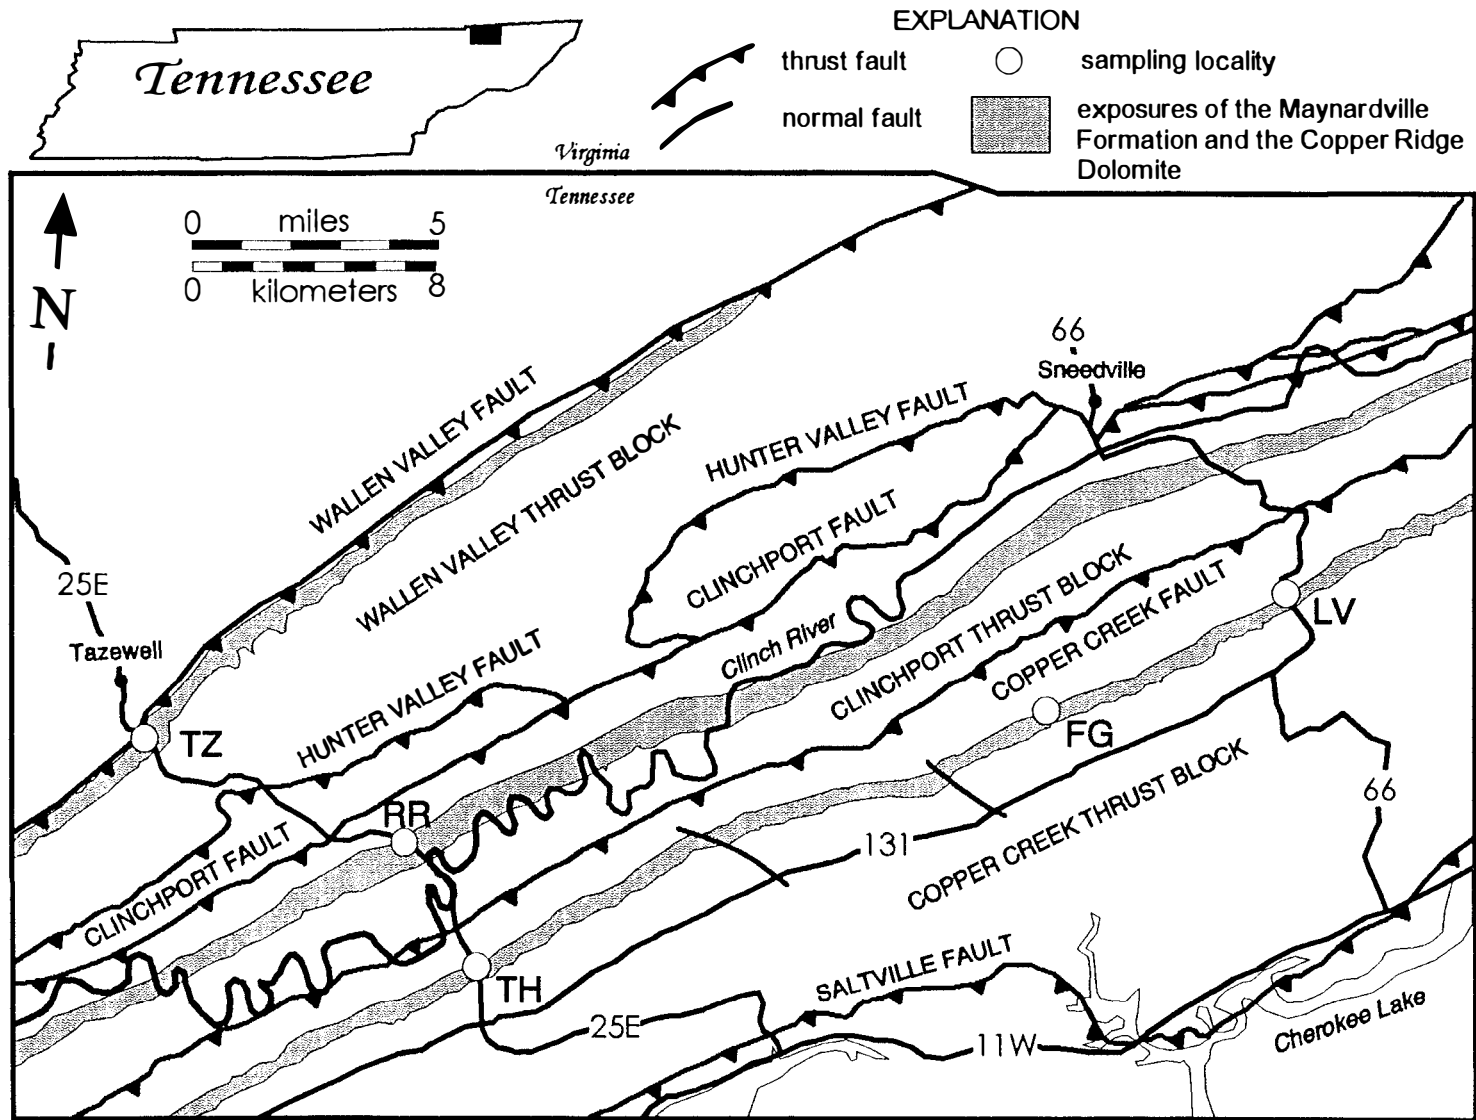 EXPLANATION
Tennessee
thrust fault
sampling locality
normal fault
exposures of the Maynardville
Formation and the Copper Ridge
Dolomite
Virginia
Tennessee
0 miles 5
0 kilometers 8
N
66
Sneedville
WALLEN VALLEY FAULT
HUNTER VALLEY FAULT
WALLEN VALLEY THRUST BLOCK
CLINCHPORT FAULT
25E
Tazewell
Clinch River
CLINCHPORT THRUST BLOCK
COPPER CREEK FAULT
LV
HUNTER VALLEY FAULT
TZ
FG
RR
66
131
COPPER CREEK THRUST BLOCK
CLINCHPORT FAULT
TH
SALTVILLE FAULT
25E
11W
Cherokee Lake